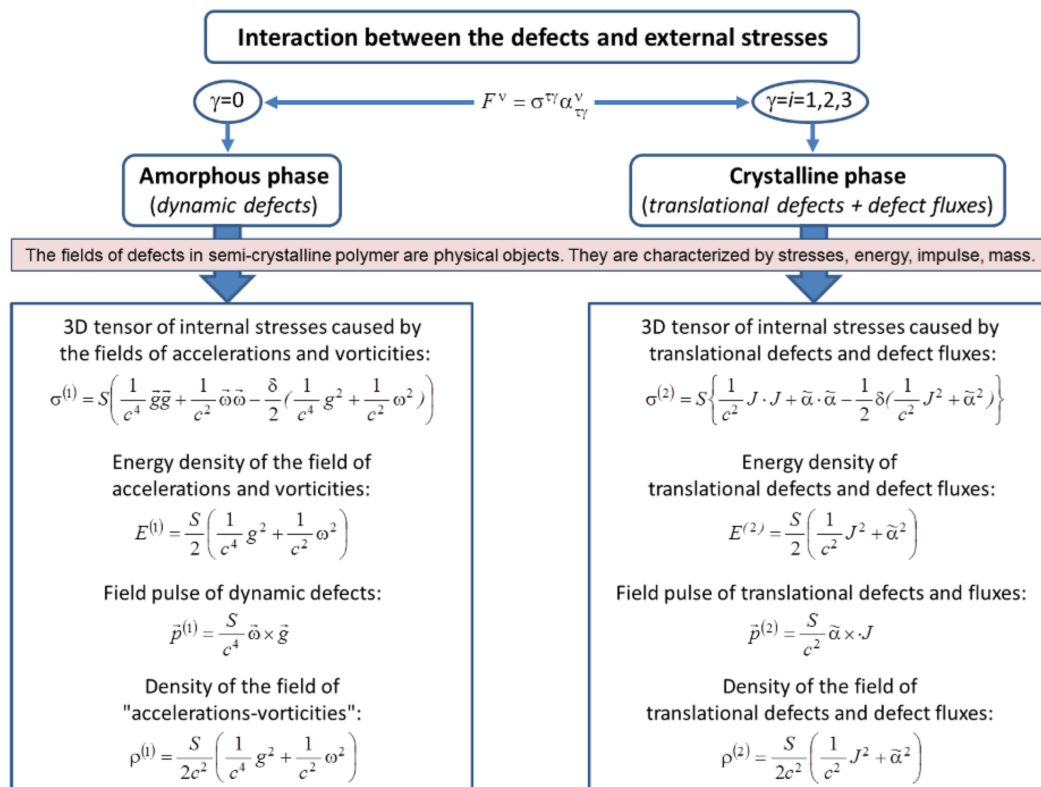 Interaction between the defects and external stresses
γ=0
F^ν = σ^{τγ} α^ν_{τγ}
γ=i=1,2,3
Amorphous phase
(dynamic defects)
Crystalline phase
(translational defects + defect fluxes)
The fields of defects in semi-crystalline polymer are physical objects. They are characterized by stresses, energy, impulse, mass.
3D tensor of internal stresses caused by
the fields of accelerations and vorticities:
σ^{(1)} = S(1/c^4 g⃗g⃗ + 1/c^2 ω⃗ω⃗ − δ/2 (1/c^4 g^2 + 1/c^2 ω^2))
Energy density of the field of
accelerations and vorticities:
E^{(1)} = S/2 (1/c^4 g^2 + 1/c^2 ω^2)
Field pulse of dynamic defects:
p⃗^{(1)} = S/c^4 ω⃗ × g⃗
Density of the field of
"accelerations-vorticities":
ρ^{(1)} = S/2c^2 (1/c^4 g^2 + 1/c^2 ω^2)
3D tensor of internal stresses caused by
translational defects and defect fluxes:
σ^{(2)} = S{1/c^2 J · J + α̃ · α̃ − 1/2 δ(1/c^2 J^2 + α̃^2)}
Energy density of
translational defects and defect fluxes:
E^{(2)} = S/2 (1/c^2 J^2 + α̃^2)
Field pulse of translational defects and fluxes:
p⃗^{(2)} = S/c^2 α̃ × · J
Density of the field of
translational defects and defect fluxes:
ρ^{(2)} = S/2c^2 (1/c^2 J^2 + α̃^2)